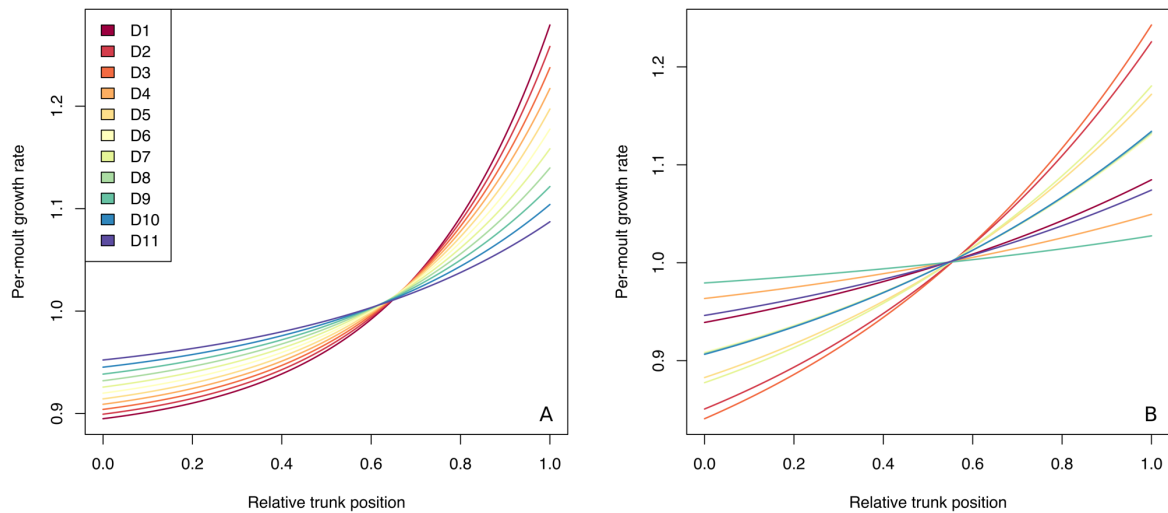 D1
D2
D3
D4
D5
D6
D7
D8
D9
D10
D11
0.9
1.0
1.1
1.2
Per-moult growth rate
0.0
0.2
0.4
0.6
0.8
1.0
Relative trunk position
A
0.9
1.0
1.1
1.2
Per-moult growth rate
0.0
0.2
0.4
0.6
0.8
1.0
Relative trunk position
B